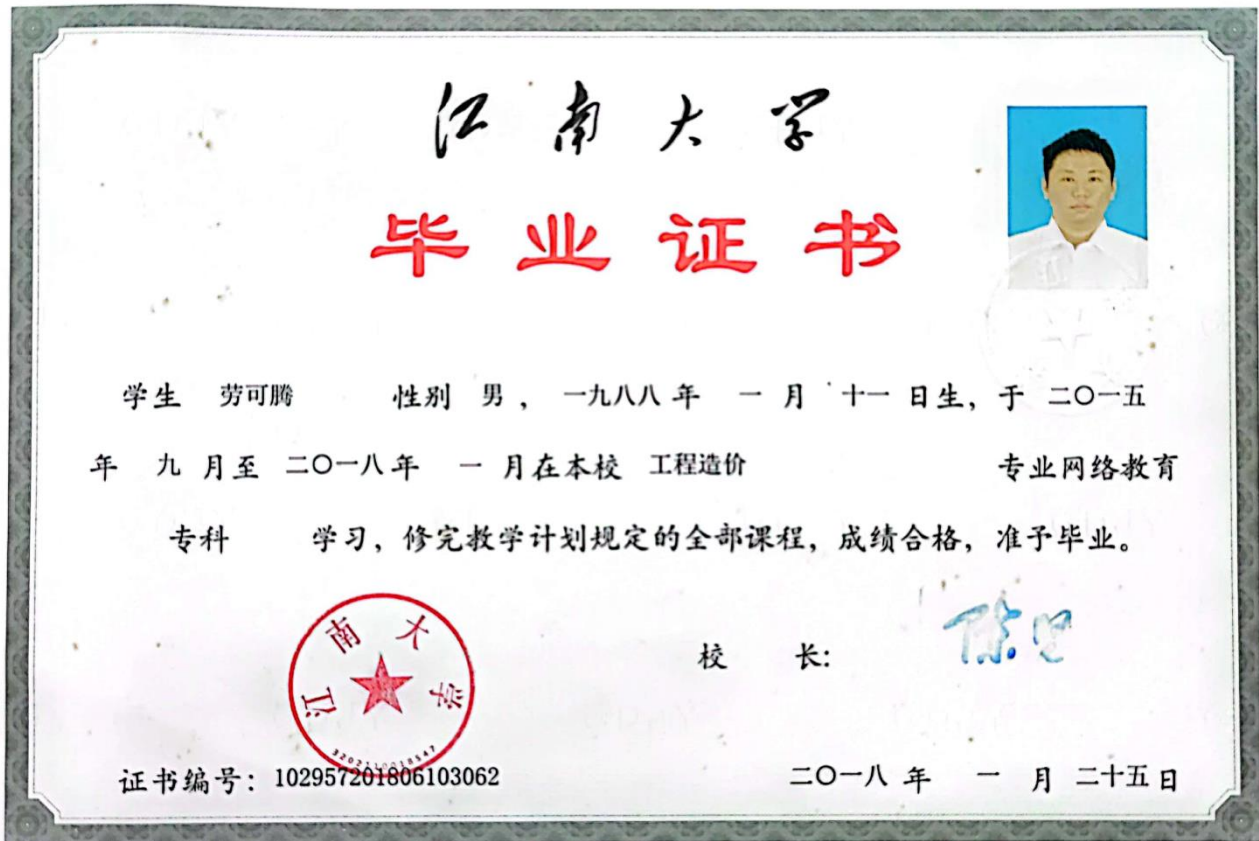 江南大学
毕业证书
学生 劳可腾 性别 男 , 一九八八 年 一 月 十一 日生, 于 二〇一五
年 九 月至 二〇一八 年 一 月在本校 工程造价 专业网络教育
专科 学习, 修完教学计划规定的全部课程, 成绩合格, 准予毕业。
江南大学
3202110018547
校 长:
证书编号: 102957201806103062
二〇一八 年 一 月 二十五 日